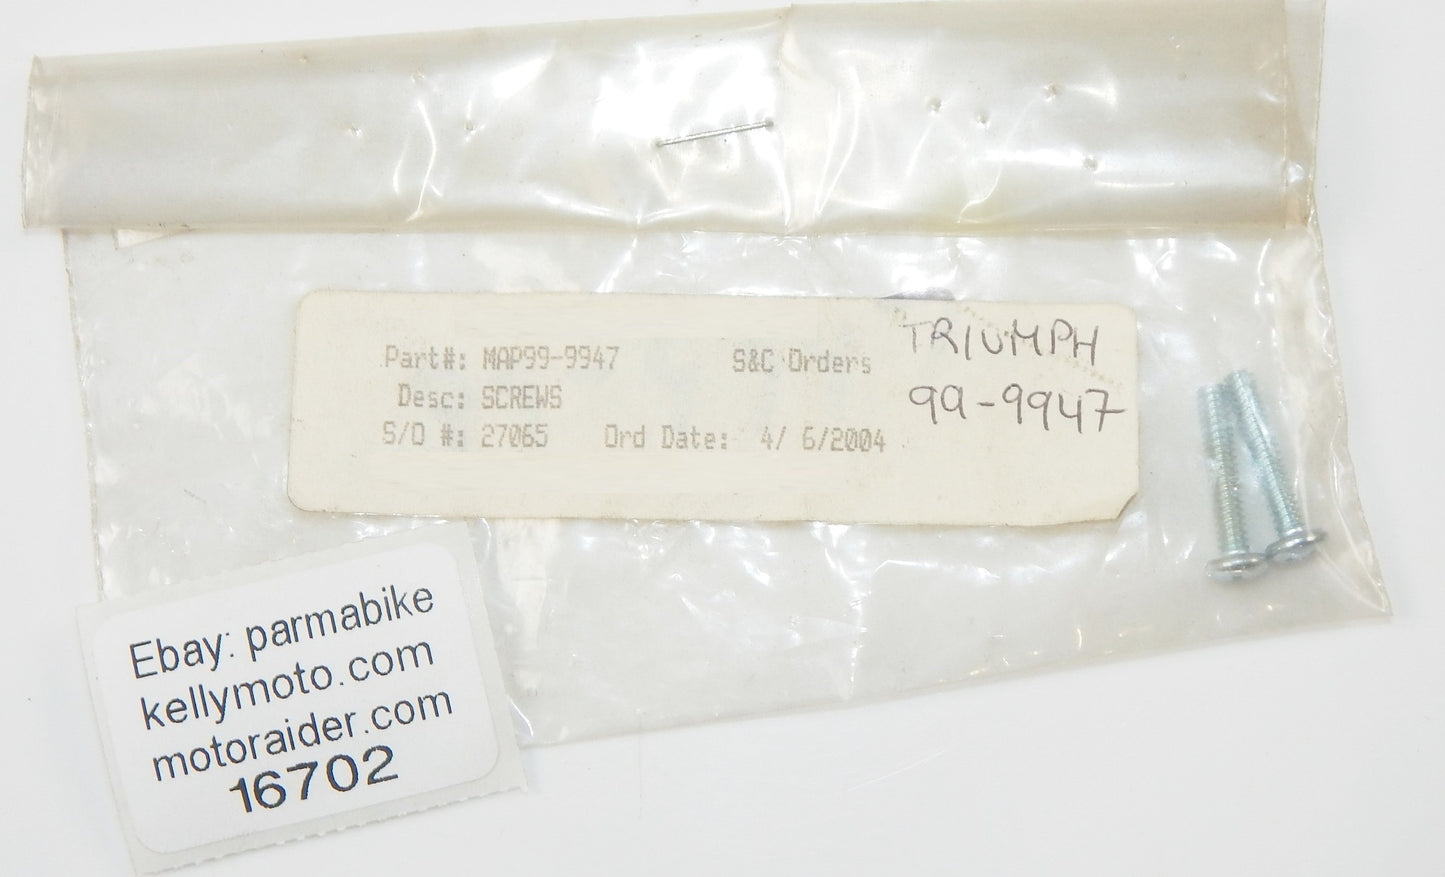 Part#: MAP99-9947 S&C Orders
Desc: SCREWS
S/O #: 27065 Ord Date: 4/ 6/2004
TRIUMPH
99-9947
Ebay: parmabike
kellymoto.com
motoraider.com
16702